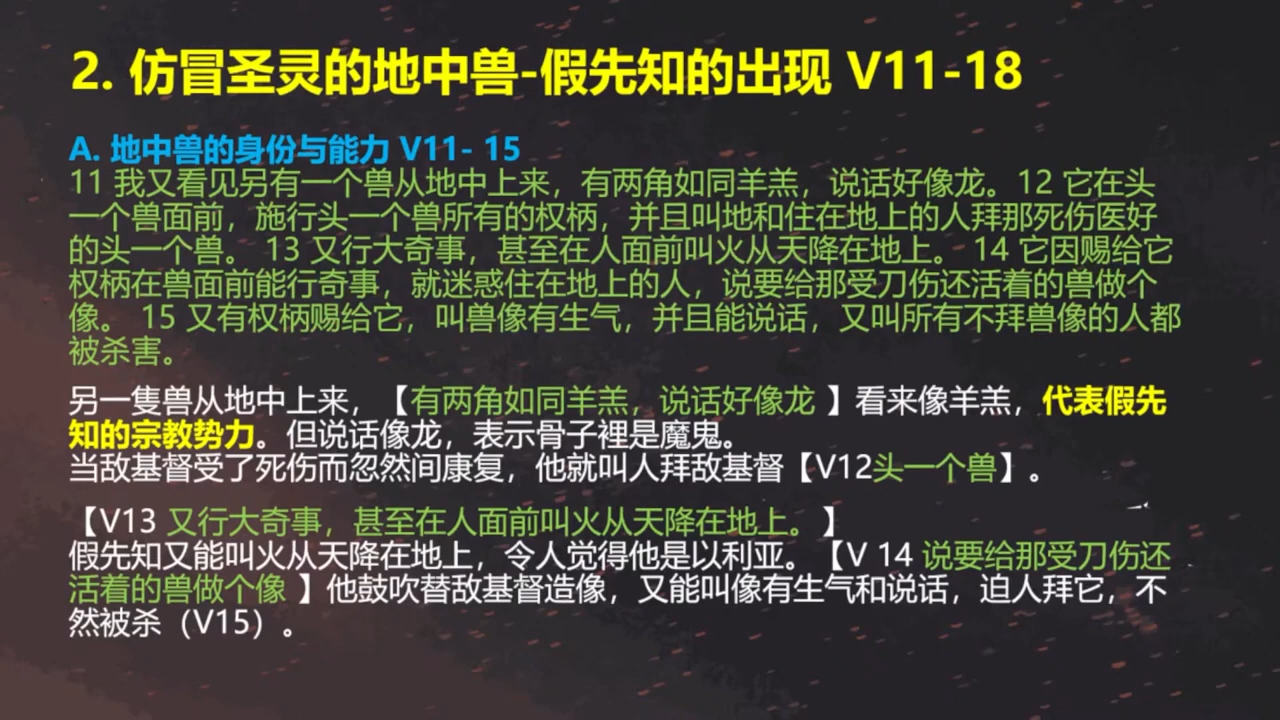 2. 仿冒圣灵的地中兽-假先知的出现 V11-18
A. 地中兽的身份与能力 V11- 15
11 我又看见另有一个兽从地中上来，有两角如同羊羔，说话好像龙。12 它在头
一个兽面前，施行头一个兽所有的权柄，并且叫地和住在地上的人拜那死伤医好
的头一个兽。 13 又行大奇事，甚至在人面前叫火从天降在地上。 14 它因赐给它
权柄在兽面前能行奇事，就迷惑住在地上的人，说要给那受刀伤还活着的兽做个
像。 15 又有权柄赐给它，叫兽像有生气，并且能说话，又叫所有不拜兽像的人都
被杀害。
另一隻兽从地中上来，【有两角如同羊羔，说话好像龙 】看来像羊羔，代表假先
知的宗教势力。但说话像龙，表示骨子裡是魔鬼。
当敌基督受了死伤而忽然间康复，他就叫人拜敌基督【V12头一个兽】。
【V13 又行大奇事，甚至在人面前叫火从天降在地上。】
假先知又能叫火从天降在地上，令人觉得他是以利亚。【V 14 说要给那受刀伤还
活着的兽做个像 】他鼓吹替敌基督造像，又能叫像有生气和说话，迫人拜它，不
然被杀（V15）。